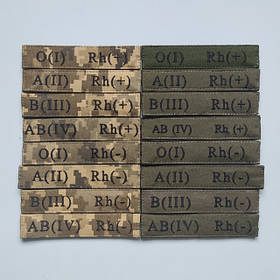 O(I) Rh(+) O(I) Rh(+)
A(II) Rh(+) A(II) Rh(+)
B(III) Rh(+) B(III) Rh(+)
AB(IV) Rh(+) AB (IV) Rh (+)
O(I) Rh(-) O(I) Rh(-)
A(II) Rh(-) A(II) Rh(-)
B(III) Rh(-) B(III) Rh(-)
AB(IV) Rh(-) AB(IV) Rh(-)